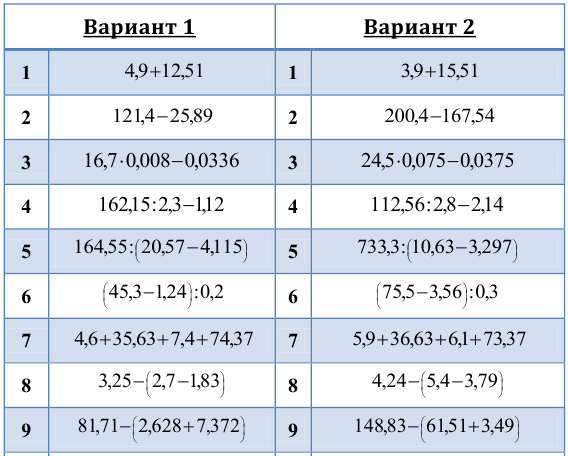 Вариант 1 Вариант 2
1 4,9+12,51 1 3,9+15,51
2 121,4−25,89 2 200,4−167,54
3 16,7·0,008−0,0336 3 24,5·0,075−0,0375
4 162,15:2,3−1,12 4 112,56:2,8−2,14
5 164,55:(20,57−4,115) 5 733,3:(10,63−3,297)
6 (45,3−1,24):0,2 6 (75,5−3,56):0,3
7 4,6+35,63+7,4+74,37 7 5,9+36,63+6,1+73,37
8 3,25−(2,7−1,83) 8 4,24−(5,4−3,79)
9 81,71−(2,628+7,372) 9 148,83−(61,51+3,49)